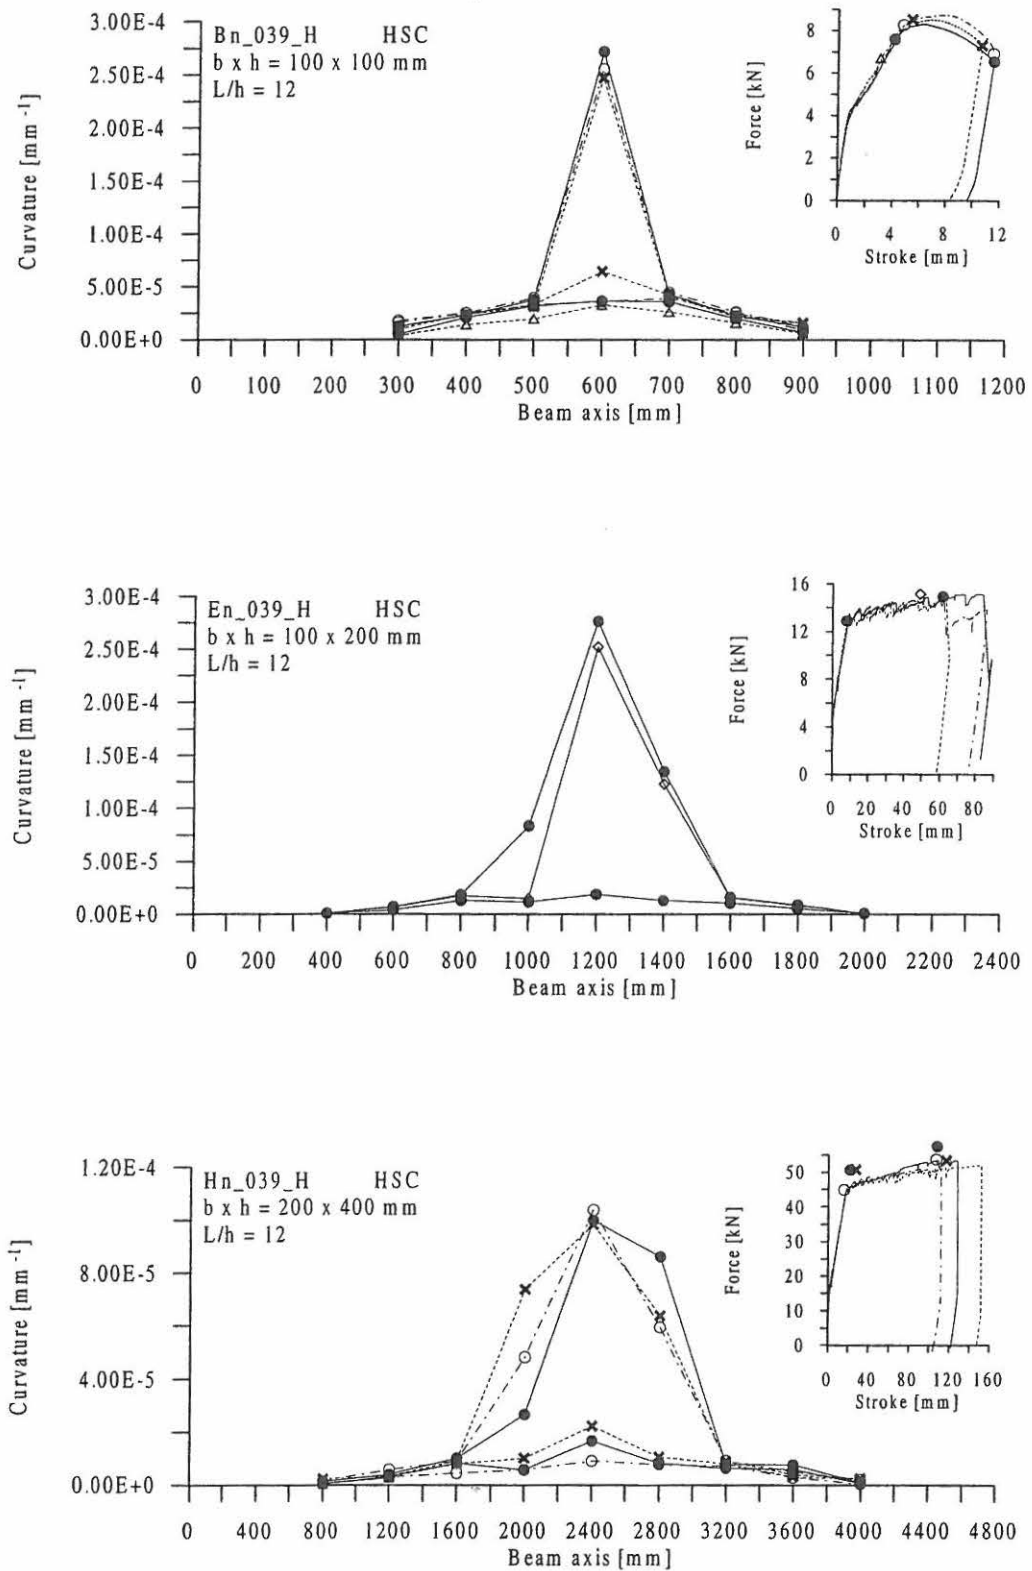 3.00E-4
2.50E-4
2.00E-4
1.50E-4
1.00E-4
5.00E-5
0.00E+0
Curvature [mm -1]
Bn_039_H HSC
b x h = 100 x 100 mm
L/h = 12
0 100 200 300 400 500 600 700 800 900 1000 1100 1200
Beam axis [mm]
8
6
4
2
0
Force [kN]
0 4 8 12
Stroke [mm]
3.00E-4
2.50E-4
2.00E-4
1.50E-4
1.00E-4
5.00E-5
0.00E+0
Curvature [mm -1]
En_039_H HSC
b x h = 100 x 200 mm
L/h = 12
0 200 400 600 800 1000 1200 1400 1600 1800 2000 2200 2400
Beam axis [mm]
16
12
8
4
0
Force [kN]
0 20 40 60 80
Stroke [mm]
1.20E-4
8.00E-5
4.00E-5
0.00E+0
Curvature [mm -1]
Hn_039_H HSC
b x h = 200 x 400 mm
L/h = 12
0 400 800 1200 1600 2000 2400 2800 3200 3600 4000 4400 4800
Beam axis [mm]
50
40
30
20
10
0
Force [kN]
0 40 80 120 160
Stroke [mm]